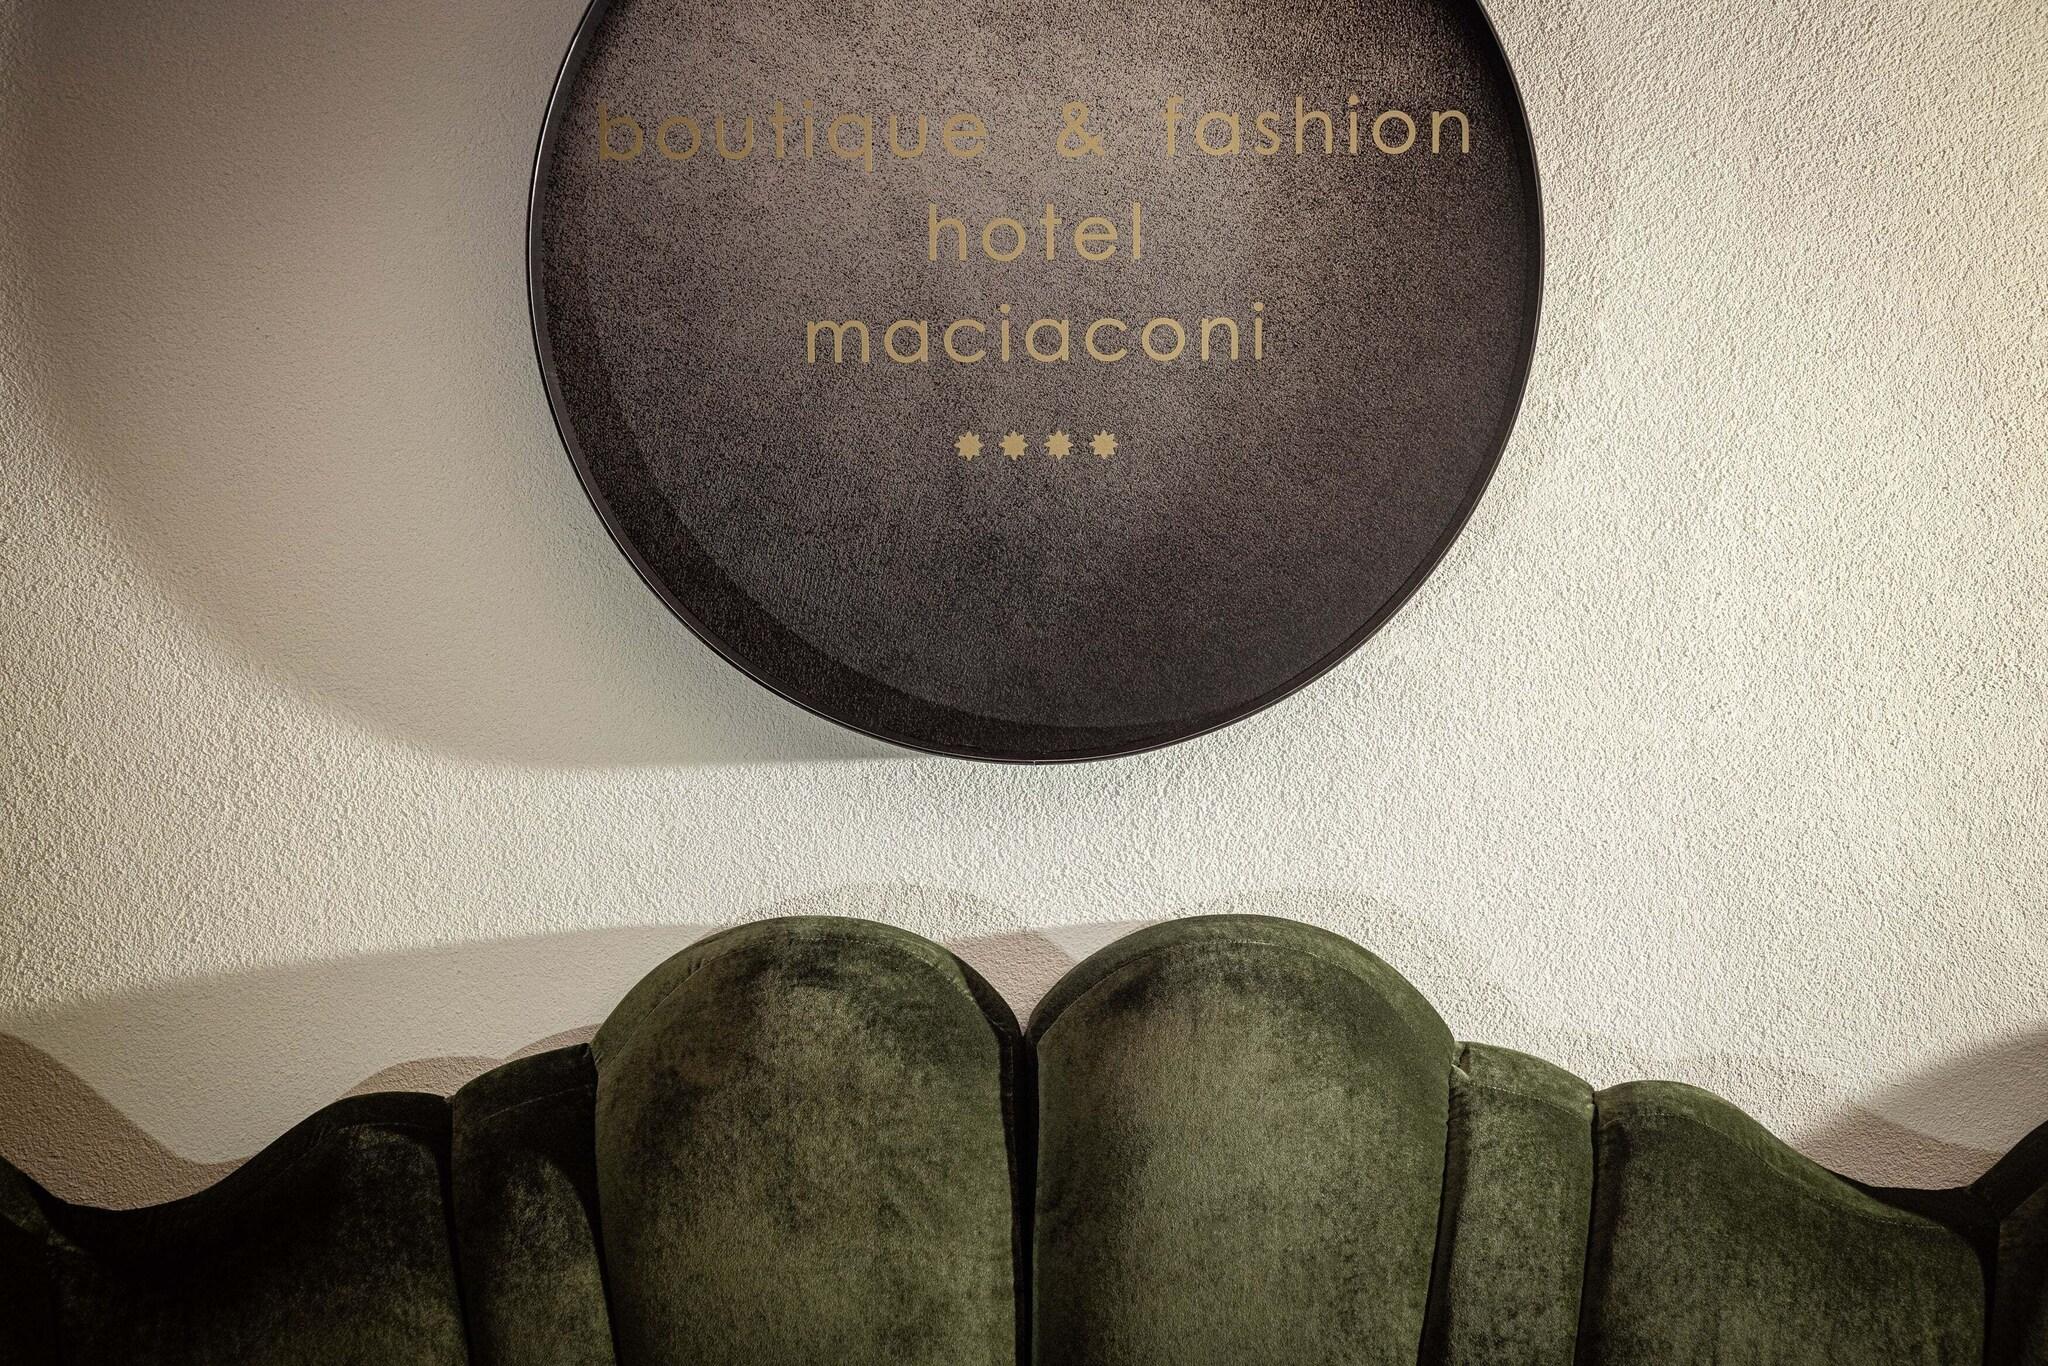 boutique & fashion
hotel
maciaconi